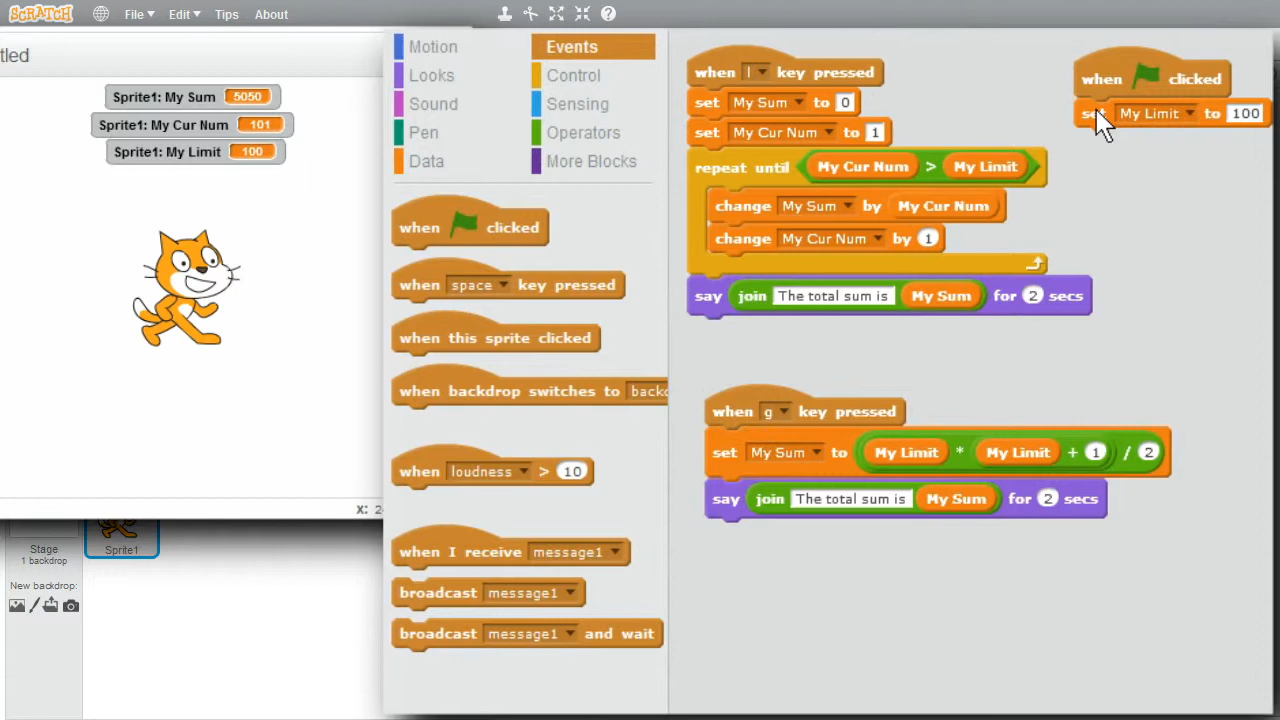 SCRATCH File Edit Tips About
tled
Sprite1: My Sum 5050
Sprite1: My Cur Num 101
Sprite1: My Limit 100
X: 2
Stage
1 backdrop
New backdrop:
Sprite1
Motion Events
Looks Control
Sound Sensing
Pen Operators
Data More Blocks
when clicked
when space key pressed
when this sprite clicked
when backdrop switches to
when loudness > 10
when I receive message1
broadcast message1
broadcast message1 and wait
when l key pressed
set My Sum to 0
set My Cur Num to 1
repeat until My Cur Num > My Limit
change My Sum by My Cur Num
change My Cur Num by 1
say join The total sum is My Sum for 2 secs
when clicked
set My Limit to 100
when g key pressed
set My Sum to My Limit * My Limit + 1 / 2
say join The total sum is My Sum for 2 secs